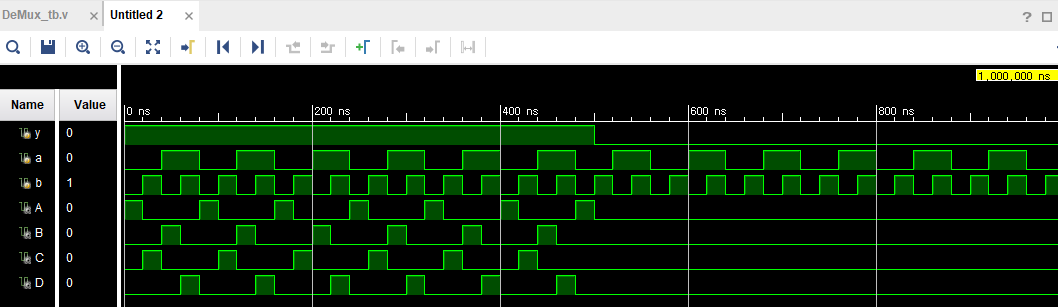 DeMux_tb.v × Untitled 2 ×
? 
1,000,000 ns
Name Value
0 ns 200 ns 400 ns 600 ns 800 ns
y 0
a 0
b 1
A 0
B 0
C 0
D 0